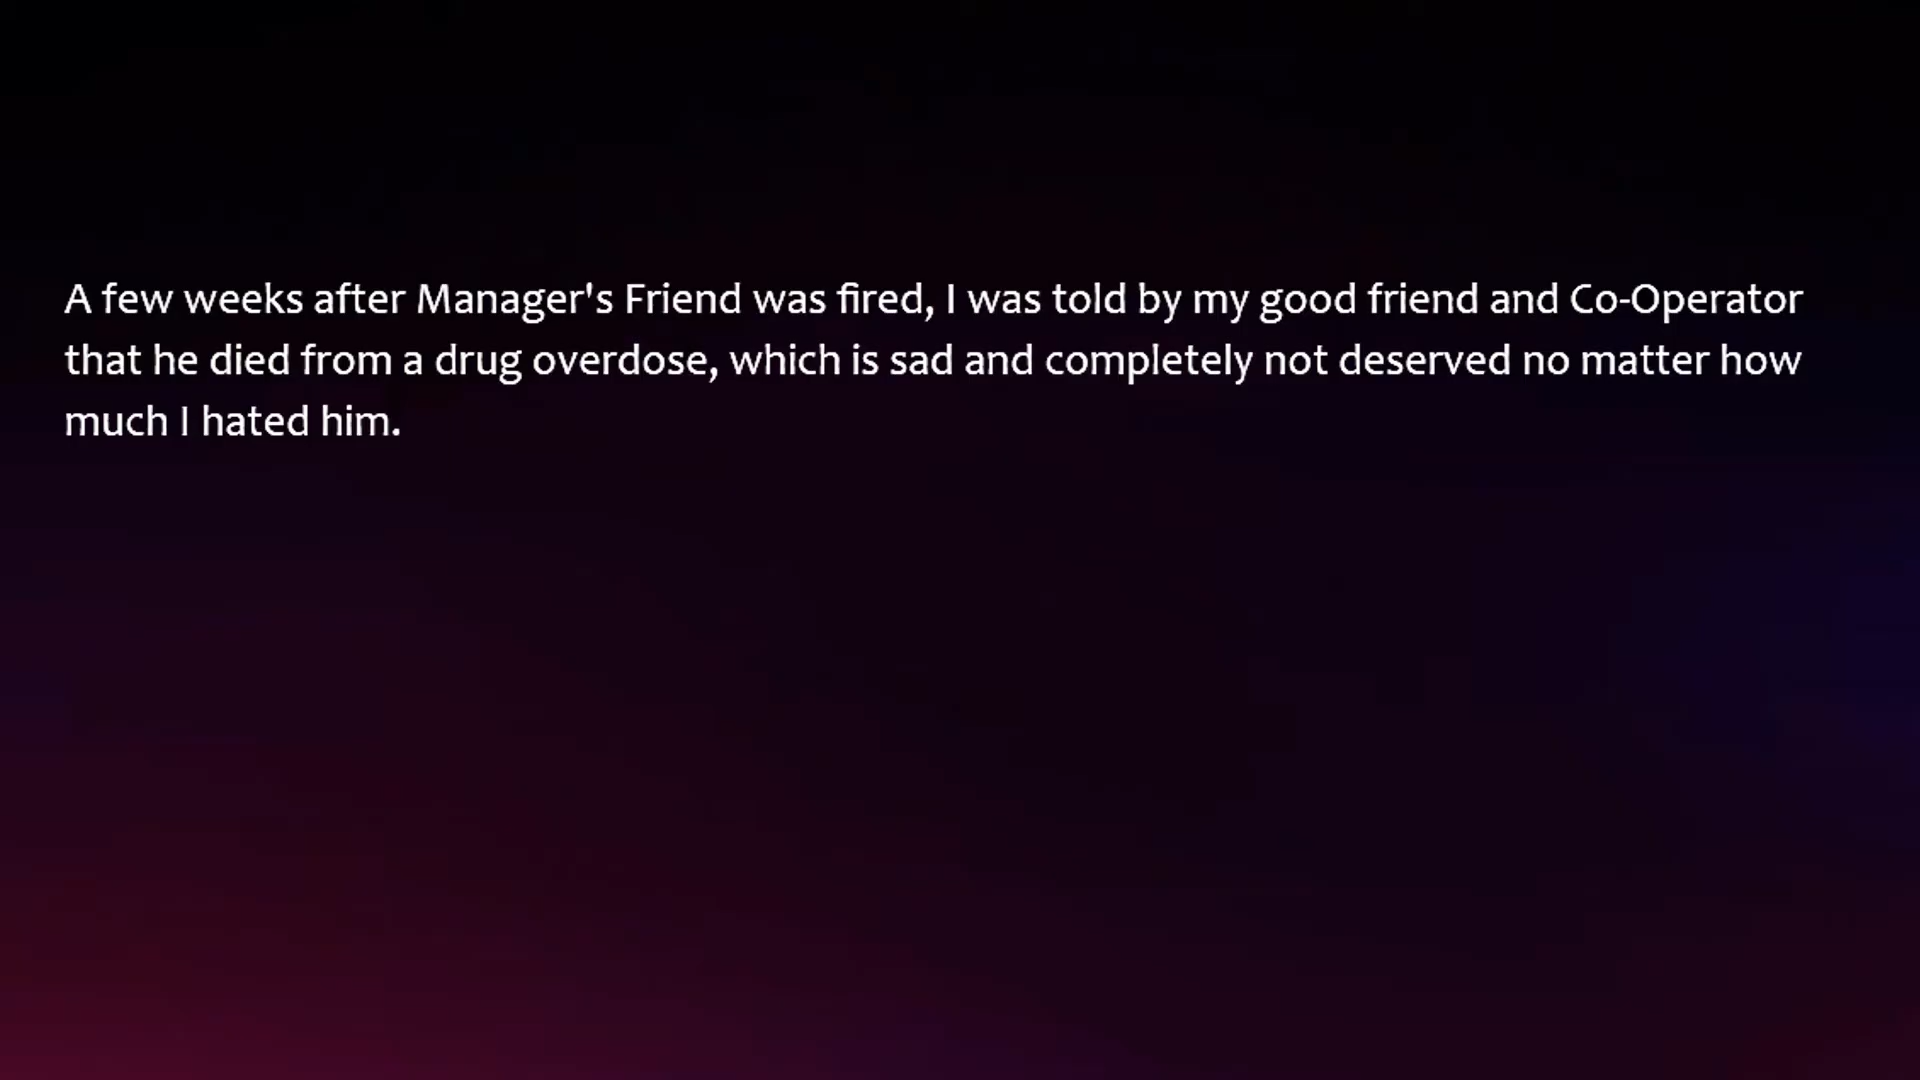 A few weeks after Manager's Friend was fired, I was told by my good friend and Co-Operator
that he died from a drug overdose, which is sad and completely not deserved no matter how
much I hated him.